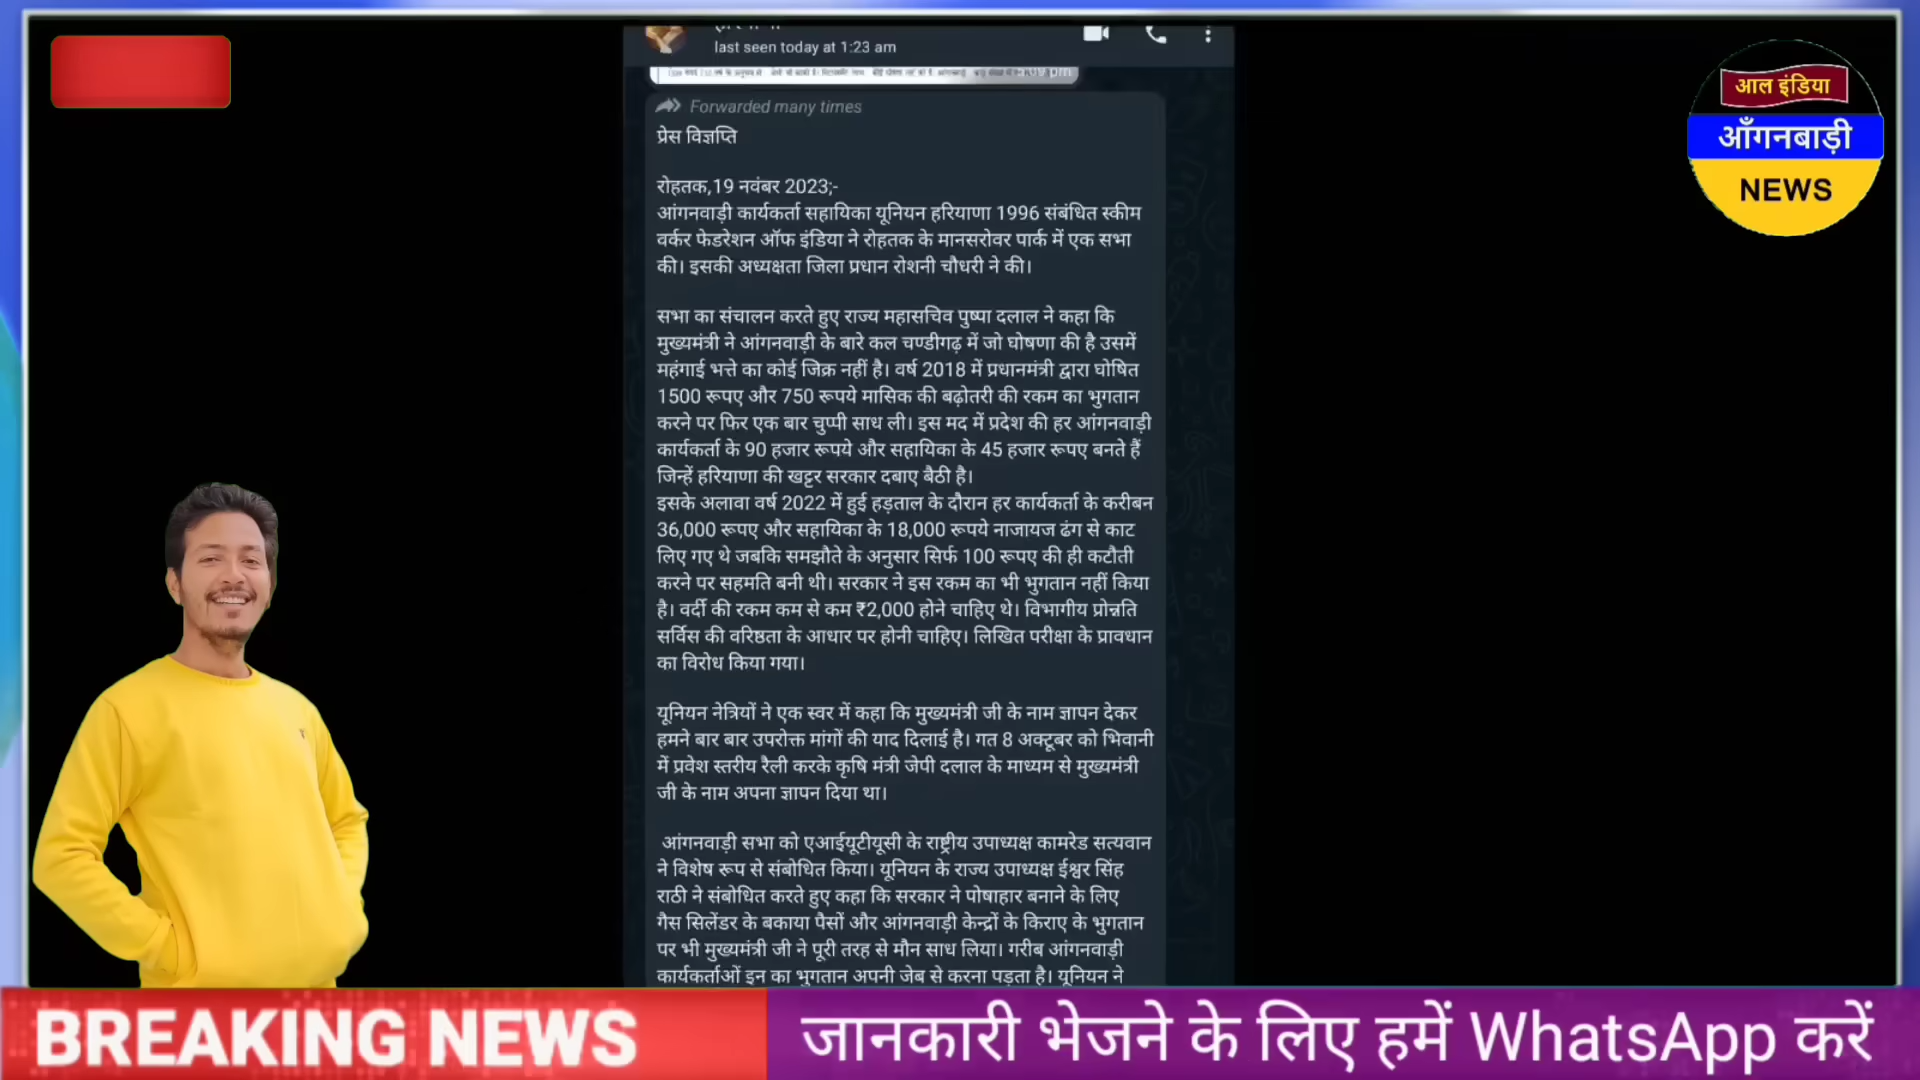 last seen today at 1:23 am
5:09 pm
Forwarded many times
प्रेस विज्ञप्ति
रोहतक,19 नवंबर 2023;-
आंगनवाड़ी कार्यकर्ता सहायिका यूनियन हरियाणा 1996 संबंधित स्कीम
वर्कर फेडरेशन ऑफ इंडिया ने रोहतक के मानसरोवर पार्क में एक सभा
की। इसकी अध्यक्षता जिला प्रधान रोशनी चौधरी ने की।
सभा का संचालन करते हुए राज्य महासचिव पुष्पा दलाल ने कहा कि
मुख्यमंत्री ने आंगनवाड़ी के बारे कल चण्डीगढ़ में जो घोषणा की है उसमें
महंगाई भत्ते का कोई जिक्र नहीं है। वर्ष 2018 में प्रधानमंत्री द्वारा घोषित
1500 रूपए और 750 रूपये मासिक की बढ़ोतरी की रकम का भुगतान
करने पर फिर एक बार चुप्पी साध ली। इस मद में प्रदेश की हर आंगनवाड़ी
कार्यकर्ता के 90 हजार रूपये और सहायिका के 45 हजार रूपए बनते हैं
जिन्हें हरियाणा की खट्टर सरकार दबाए बैठी है।
इसके अलावा वर्ष 2022 में हुई हड़ताल के दौरान हर कार्यकर्ता के करीबन
36,000 रूपए और सहायिका के 18,000 रूपये नाजायज ढंग से काट
लिए गए थे जबकि समझौते के अनुसार सिर्फ 100 रूपए की ही कटौती
करने पर सहमति बनी थी। सरकार ने इस रकम का भी भुगतान नहीं किया
है। वर्दी की रकम कम से कम ₹2,000 होने चाहिए थे। विभागीय प्रोन्नति
सर्विस की वरिष्ठता के आधार पर होनी चाहिए। लिखित परीक्षा के प्रावधान
का विरोध किया गया।
यूनियन नेत्रियों ने एक स्वर में कहा कि मुख्यमंत्री जी के नाम ज्ञापन देकर
हमने बार बार उपरोक्त मांगों की याद दिलाई है। गत 8 अक्टूबर को भिवानी
में प्रवेश स्तरीय रैली करके कृषि मंत्री जेपी दलाल के माध्यम से मुख्यमंत्री
जी के नाम अपना ज्ञापन दिया था।
आंगनवाड़ी सभा को एआईयूटीयूसी के राष्ट्रीय उपाध्यक्ष कामरेड सत्यवान
ने विशेष रूप से संबोधित किया। यूनियन के राज्य उपाध्यक्ष ईश्वर सिंह
राठी ने संबोधित करते हुए कहा कि सरकार ने पोषाहार बनाने के लिए
गैस सिलेंडर के बकाया पैसों और आंगनवाड़ी केन्द्रों के किराए के भुगतान
पर भी मुख्यमंत्री जी ने पूरी तरह से मौन साध लिया। गरीब आंगनवाड़ी
कार्यकर्ताओं इन का भुगतान अपनी जेब से करना पड़ता है। यूनियन ने
आल इंडिया
आँगनबाड़ी
NEWS
BREAKING NEWS
जानकारी भेजने के लिए हमें WhatsApp करें